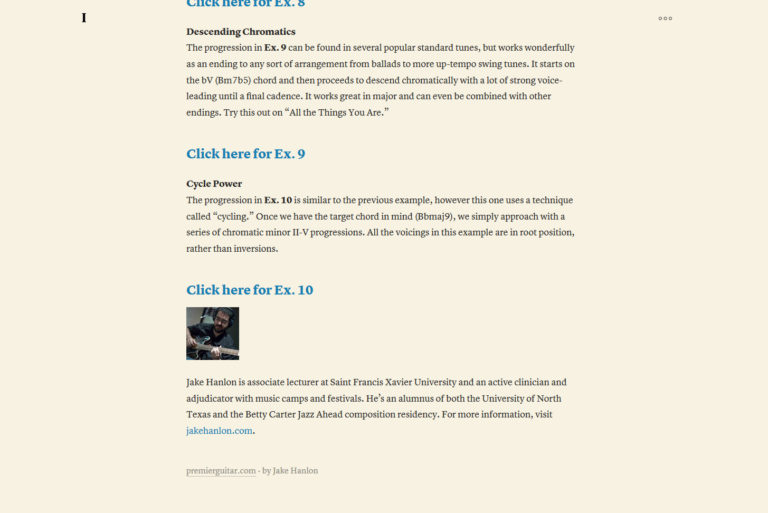 Click here for Ex. 8
I
Descending Chromatics
The progression in Ex. 9 can be found in several popular standard tunes, but works wonderfully
as an ending to any sort of arrangement from ballads to more up-tempo swing tunes. It starts on
the bV (Bm7b5) chord and then proceeds to descend chromatically with a lot of strong voice-
leading until a final cadence. It works great in major and can even be combined with other
endings. Try this out on “All the Things You Are.”
Click here for Ex. 9
Cycle Power
The progression in Ex. 10 is similar to the previous example, however this one uses a technique
called “cycling.” Once we have the target chord in mind (Bbmaj9), we simply approach with a
series of chromatic minor II-V progressions. All the voicings in this example are in root position,
rather than inversions.
Click here for Ex. 10
Jake Hanlon is associate lecturer at Saint Francis Xavier University and an active clinician and
adjudicator with music camps and festivals. He’s an alumnus of both the University of North
Texas and the Betty Carter Jazz Ahead composition residency. For more information, visit
jakehanlon.com.
premierguitar.com · by Jake Hanlon